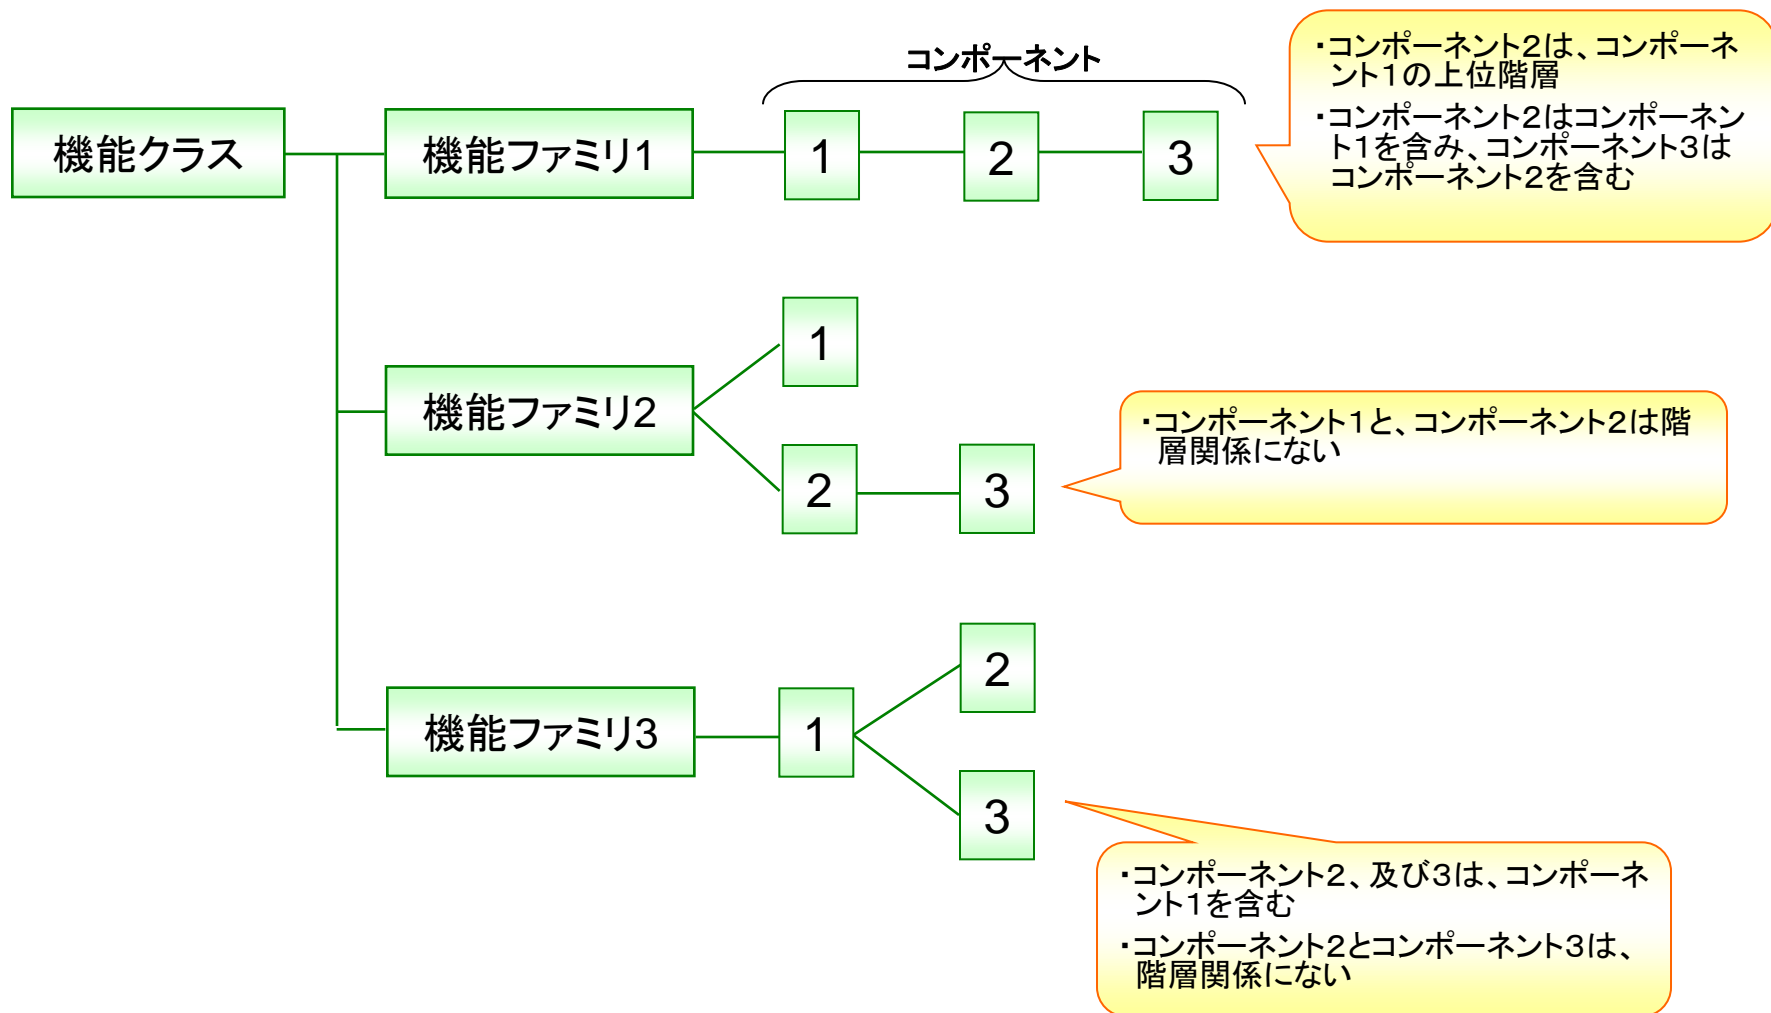 コンポーネント
機能クラス
機能ファミリ1
1
2
3
・コンポーネント2は、コンポーネ
ント1の上位階層
・コンポーネント2はコンポーネン
ト1を含み、コンポーネント3は
コンポーネント2を含む
機能ファミリ2
1
2
3
・コンポーネント1と、コンポーネント2は階
層関係にない
機能ファミリ3
1
2
3
・コンポーネント2、及び3は、コンポーネ
ント1を含む
・コンポーネント2とコンポーネント3は、
階層関係にない